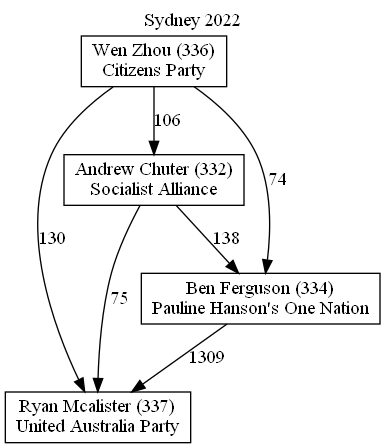 Sydney 2022
Wen Zhou (336)
Citizens Party
106
Andrew Chuter (332)
Socialist Alliance
74
130
75
138
Ben Ferguson (334)
Pauline Hanson's One Nation
1309
Ryan Mcalister (337)
United Australia Party